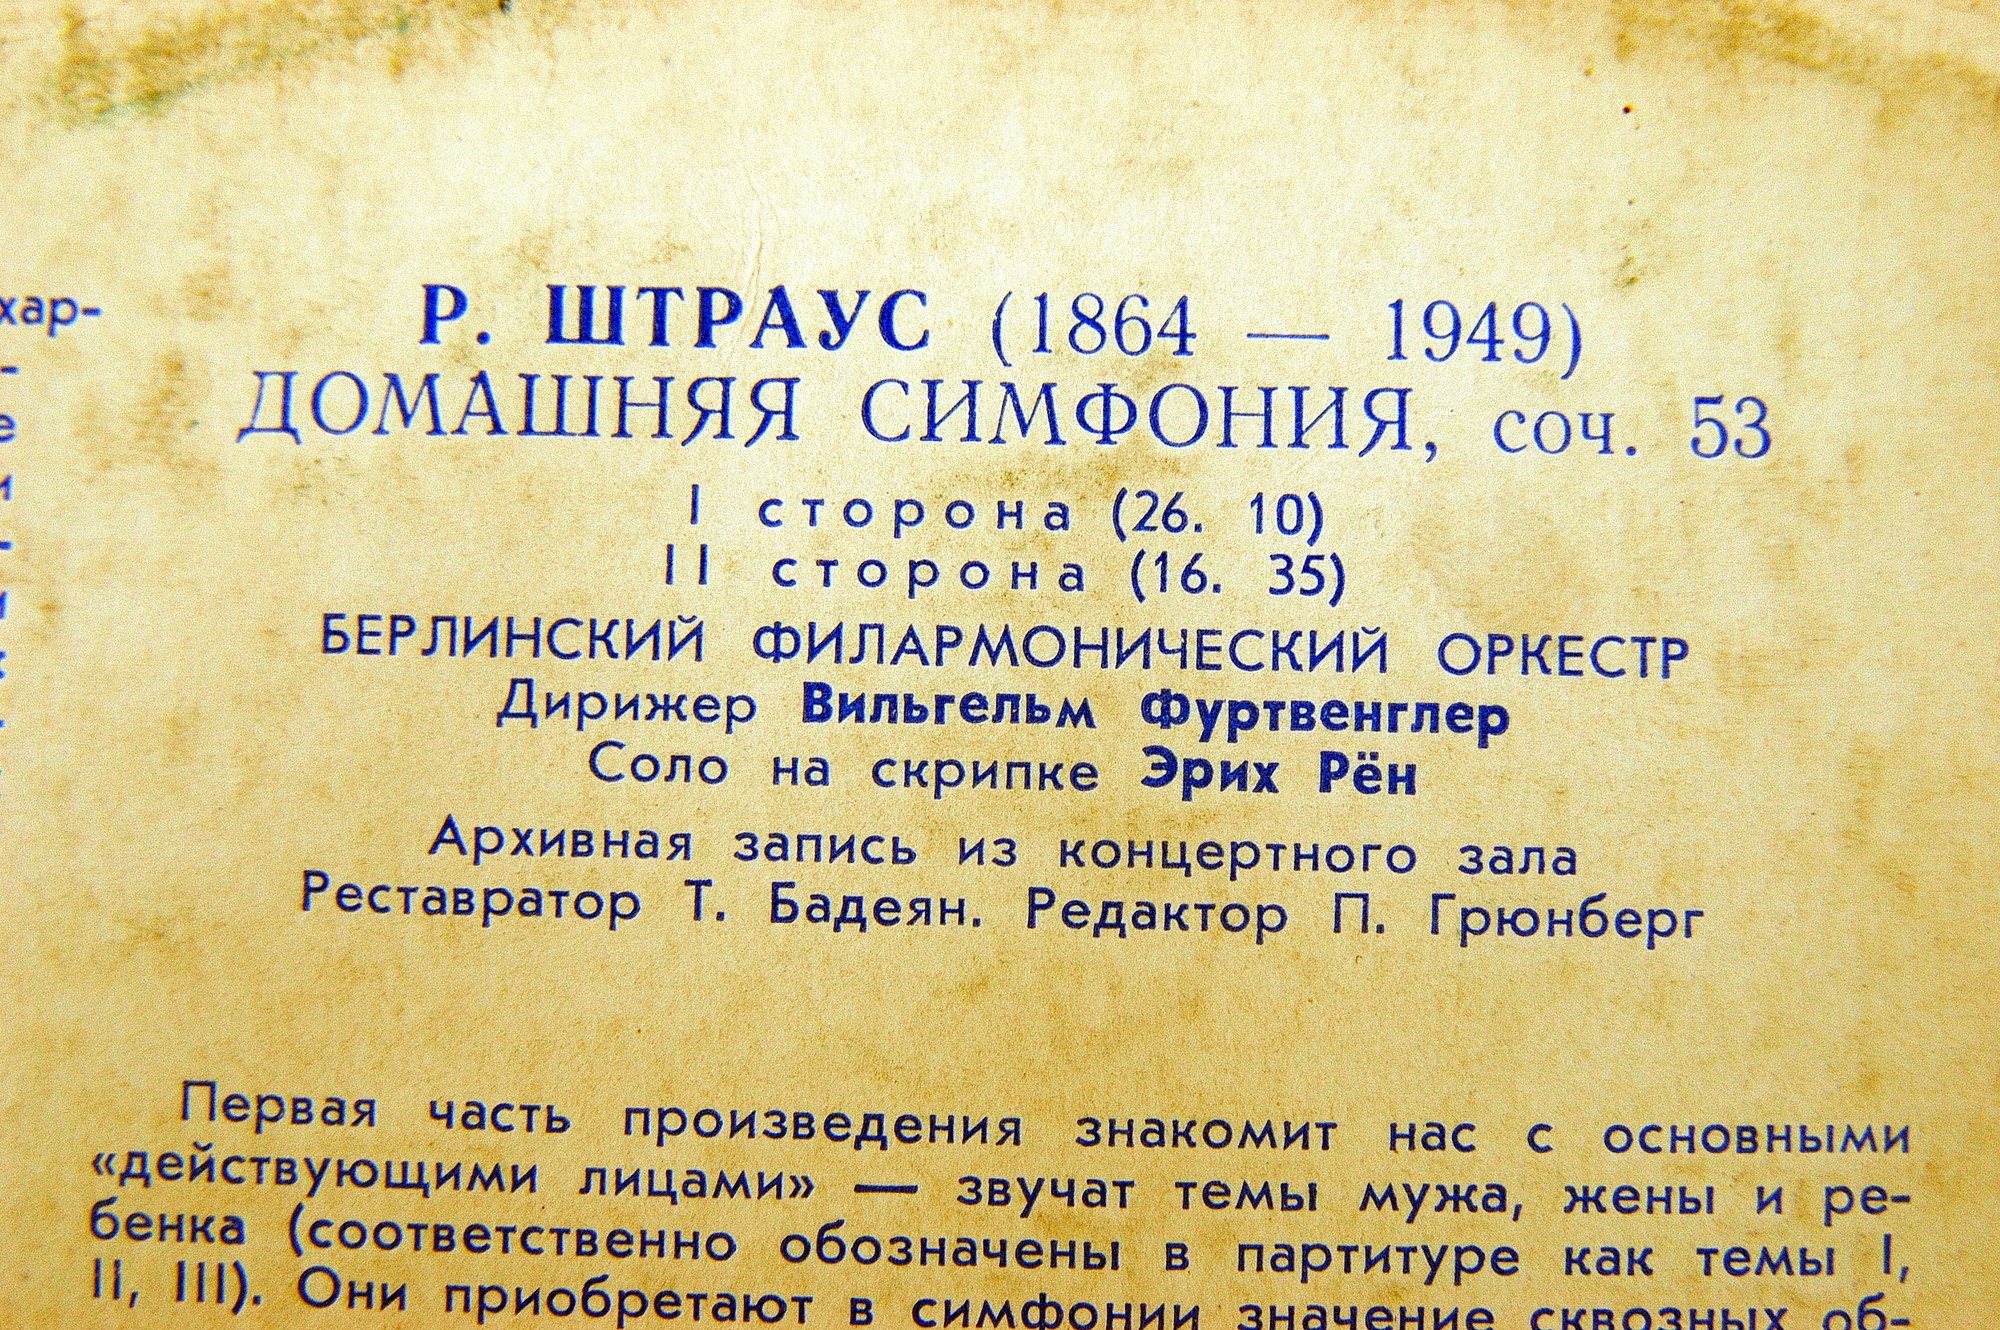 хар-
Р. ШТРАУС (1864 — 1949)
ДОМАШНЯЯ СИМФОНИЯ, соч. 53
I сторона (26. 10)
II сторона (16. 35)
БЕРЛИНСКИЙ ФИЛАРМОНИЧЕСКИЙ ОРКЕСТР
Дирижер Вильгельм Фуртвенглер
Соло на скрипке Эрих Рён
Архивная запись из концертного зала
Реставратор Т. Бадеян. Редактор П. Грюнберг
Первая часть произведения знакомит нас с основными
«действующими лицами» — звучат темы мужа, жены и ре-
бенка (соответственно обозначены в партитуре как темы I,
II, III). Они приобретают в симфонии значение сквозных об-